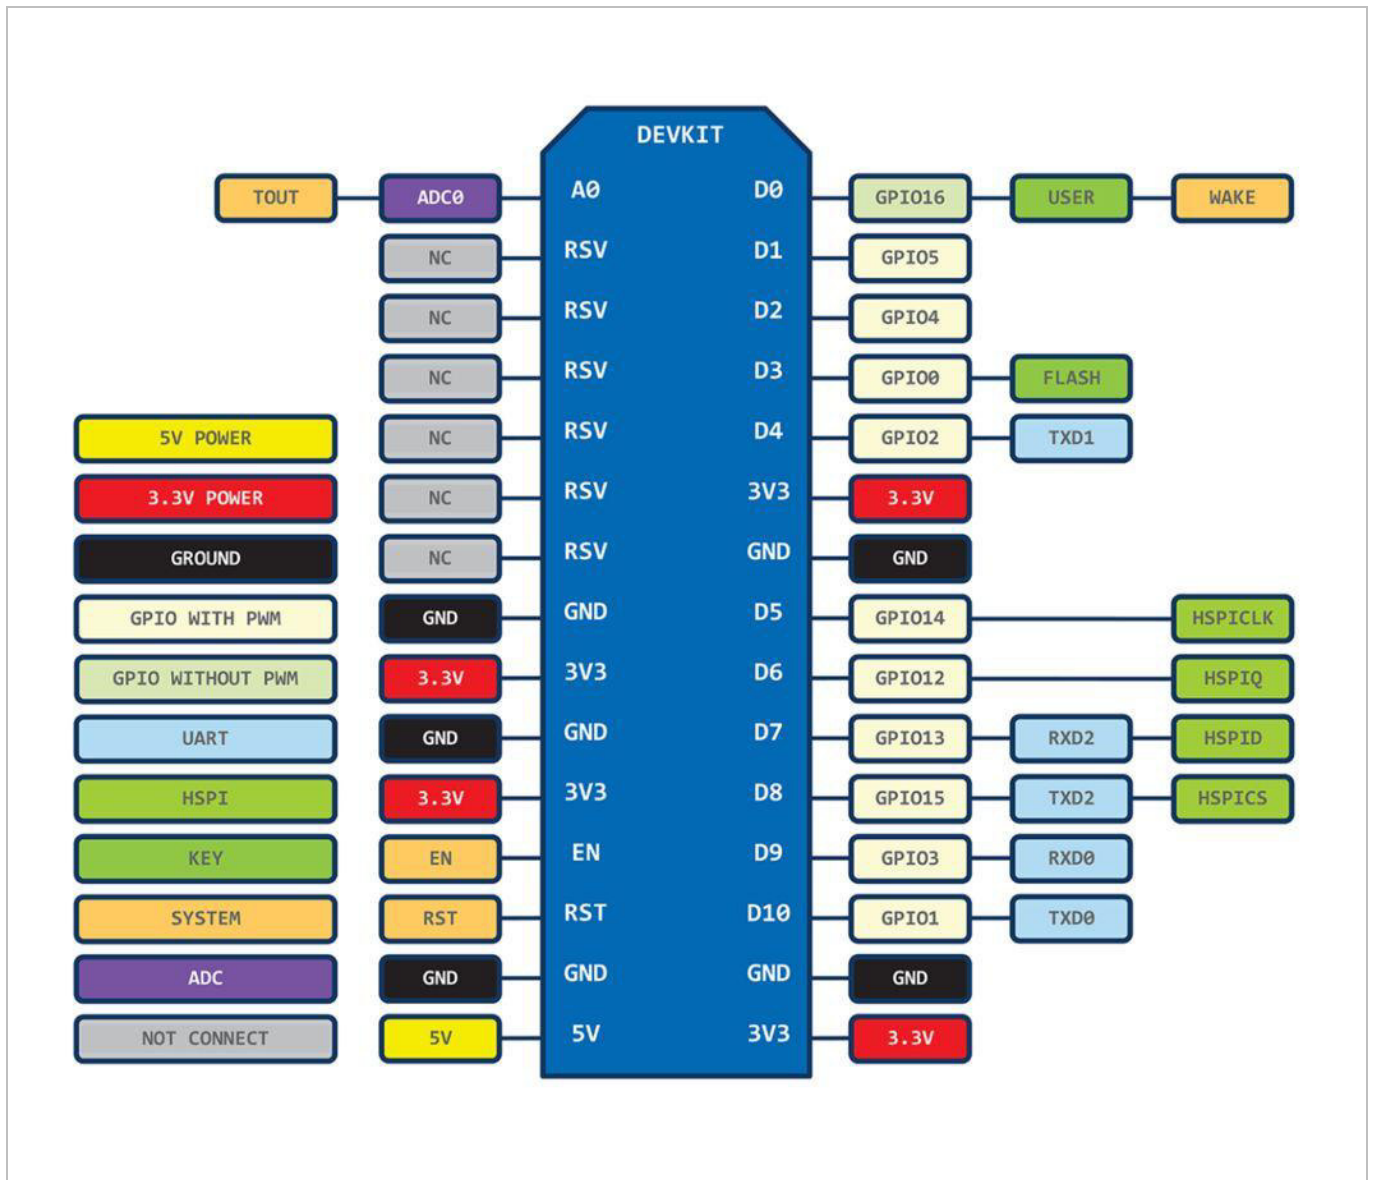 DEVKIT
TOUT ADC0 A0 D0 GPIO16 USER WAKE
NC RSV D1 GPIO5
NC RSV D2 GPIO4
NC RSV D3 GPIO0 FLASH
5V POWER NC RSV D4 GPIO2 TXD1
3.3V POWER NC RSV 3V3 3.3V
GROUND NC RSV GND GND
GPIO WITH PWM GND GND D5 GPIO14 HSPICLK
GPIO WITHOUT PWM 3.3V 3V3 D6 GPIO12 HSPIQ
UART GND GND D7 GPIO13 RXD2 HSPID
HSPI 3.3V 3V3 D8 GPIO15 TXD2 HSPICS
KEY EN EN D9 GPIO3 RXD0
SYSTEM RST RST D10 GPIO1 TXD0
ADC GND GND GND GND
NOT CONNECT 5V 5V 3V3 3.3V